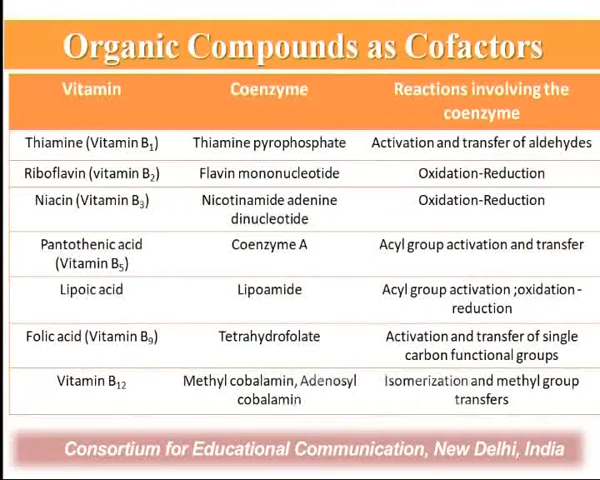 Organic Compounds as Cofactors
Vitamin Coenzyme Reactions involving the
coenzyme
Thiamine (Vitamin B₁) Thiamine pyrophosphate Activation and transfer of aldehydes
Riboflavin (vitamin B₂) Flavin mononucleotide Oxidation-Reduction
Niacin (Vitamin B₃) Nicotinamide adenine Oxidation-Reduction
dinucleotide
Pantothenic acid Coenzyme A Acyl group activation and transfer
(Vitamin B₅)
Lipoic acid Lipoamide Acyl group activation ;oxidation -
reduction
Folic acid (Vitamin B₉) Tetrahydrofolate Activation and transfer of single
carbon functional groups
Vitamin B₁₂ Methyl cobalamin, Adenosyl Isomerization and methyl group
cobalamin transfers
Consortium for Educational Communication, New Delhi, India